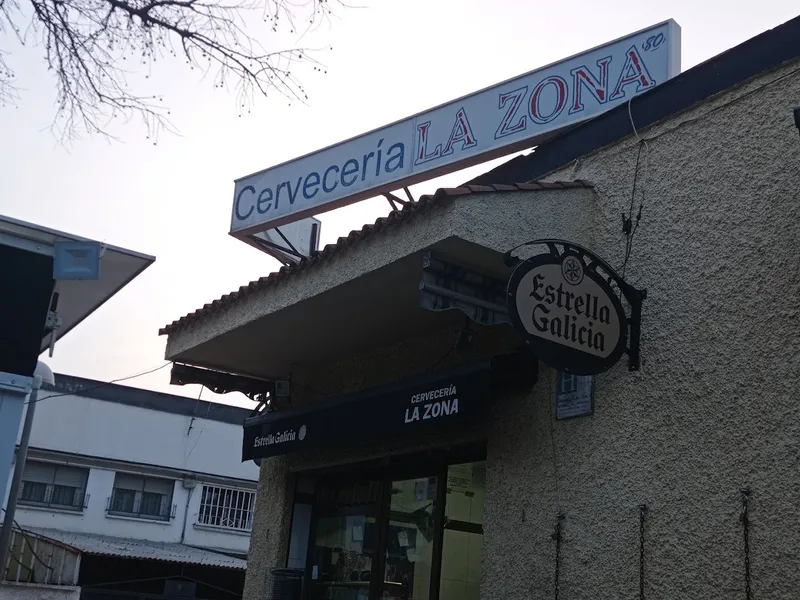 Cervecería LA ZONA '80
Estrella
Galicia
CERVECERÍA
LA ZONA
Estrella Galicia